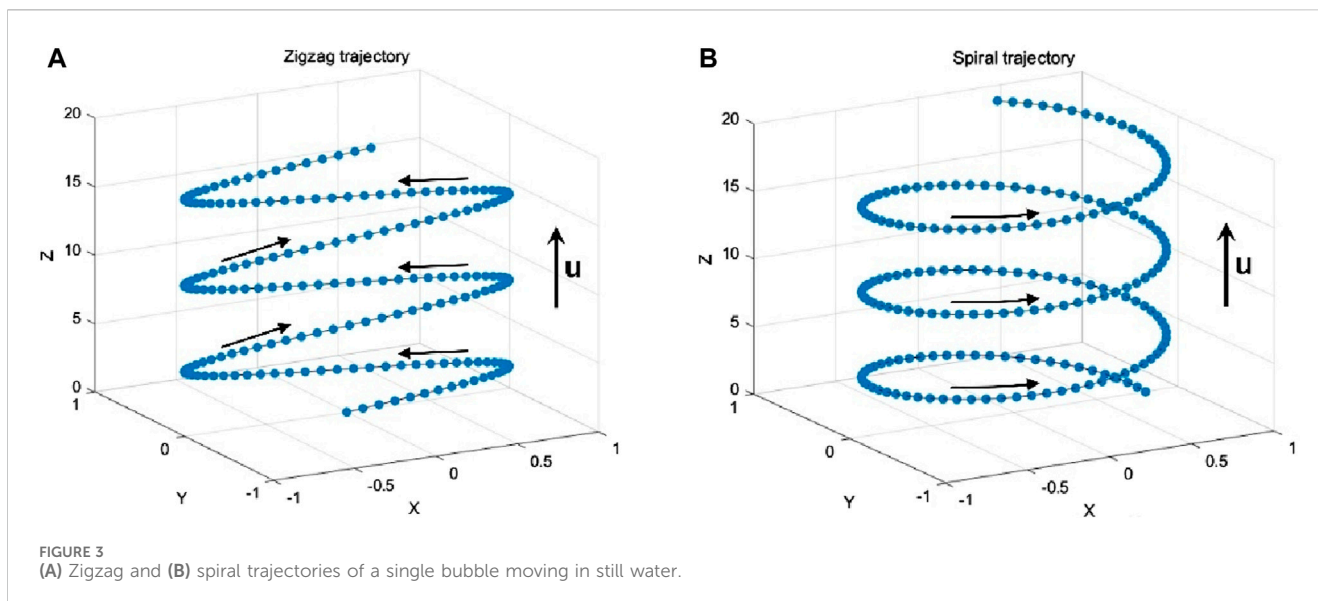 A
Zigzag trajectory
20
15
10
5
0
Z
1
0
-1
Y
-1
-0.5
0
0.5
1
X
u
B
Spiral trajectory
20
15
10
5
0
Z
1
0
-1
Y
-1
-0.5
0
0.5
1
X
u
FIGURE 3
(A) Zigzag and (B) spiral trajectories of a single bubble moving in still water.